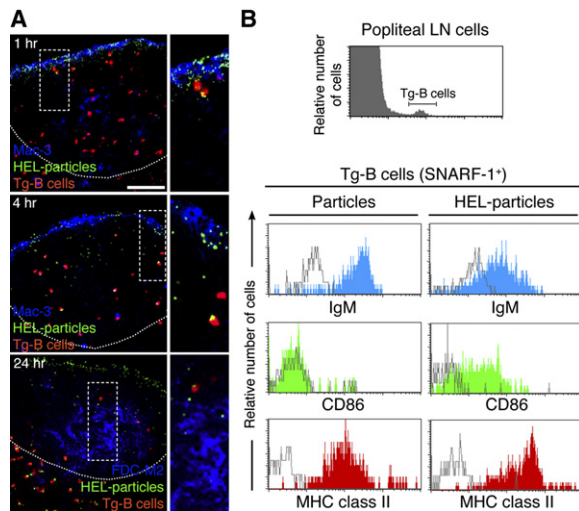 A
1 hr
Mac-3
HEL-particles
Tg-B cells
4 hr
Mac-3
HEL-particles
Tg-B cells
24 hr
FDC-M2
HEL-particles
Tg-B cells
B
Popliteal LN cells
Relative number
of cells
Tg-B cells
Tg-B cells (SNARF-1⁺)
Particles
HEL-particles
Relative number of cells
IgM
IgM
CD86
CD86
MHC class II
MHC class II